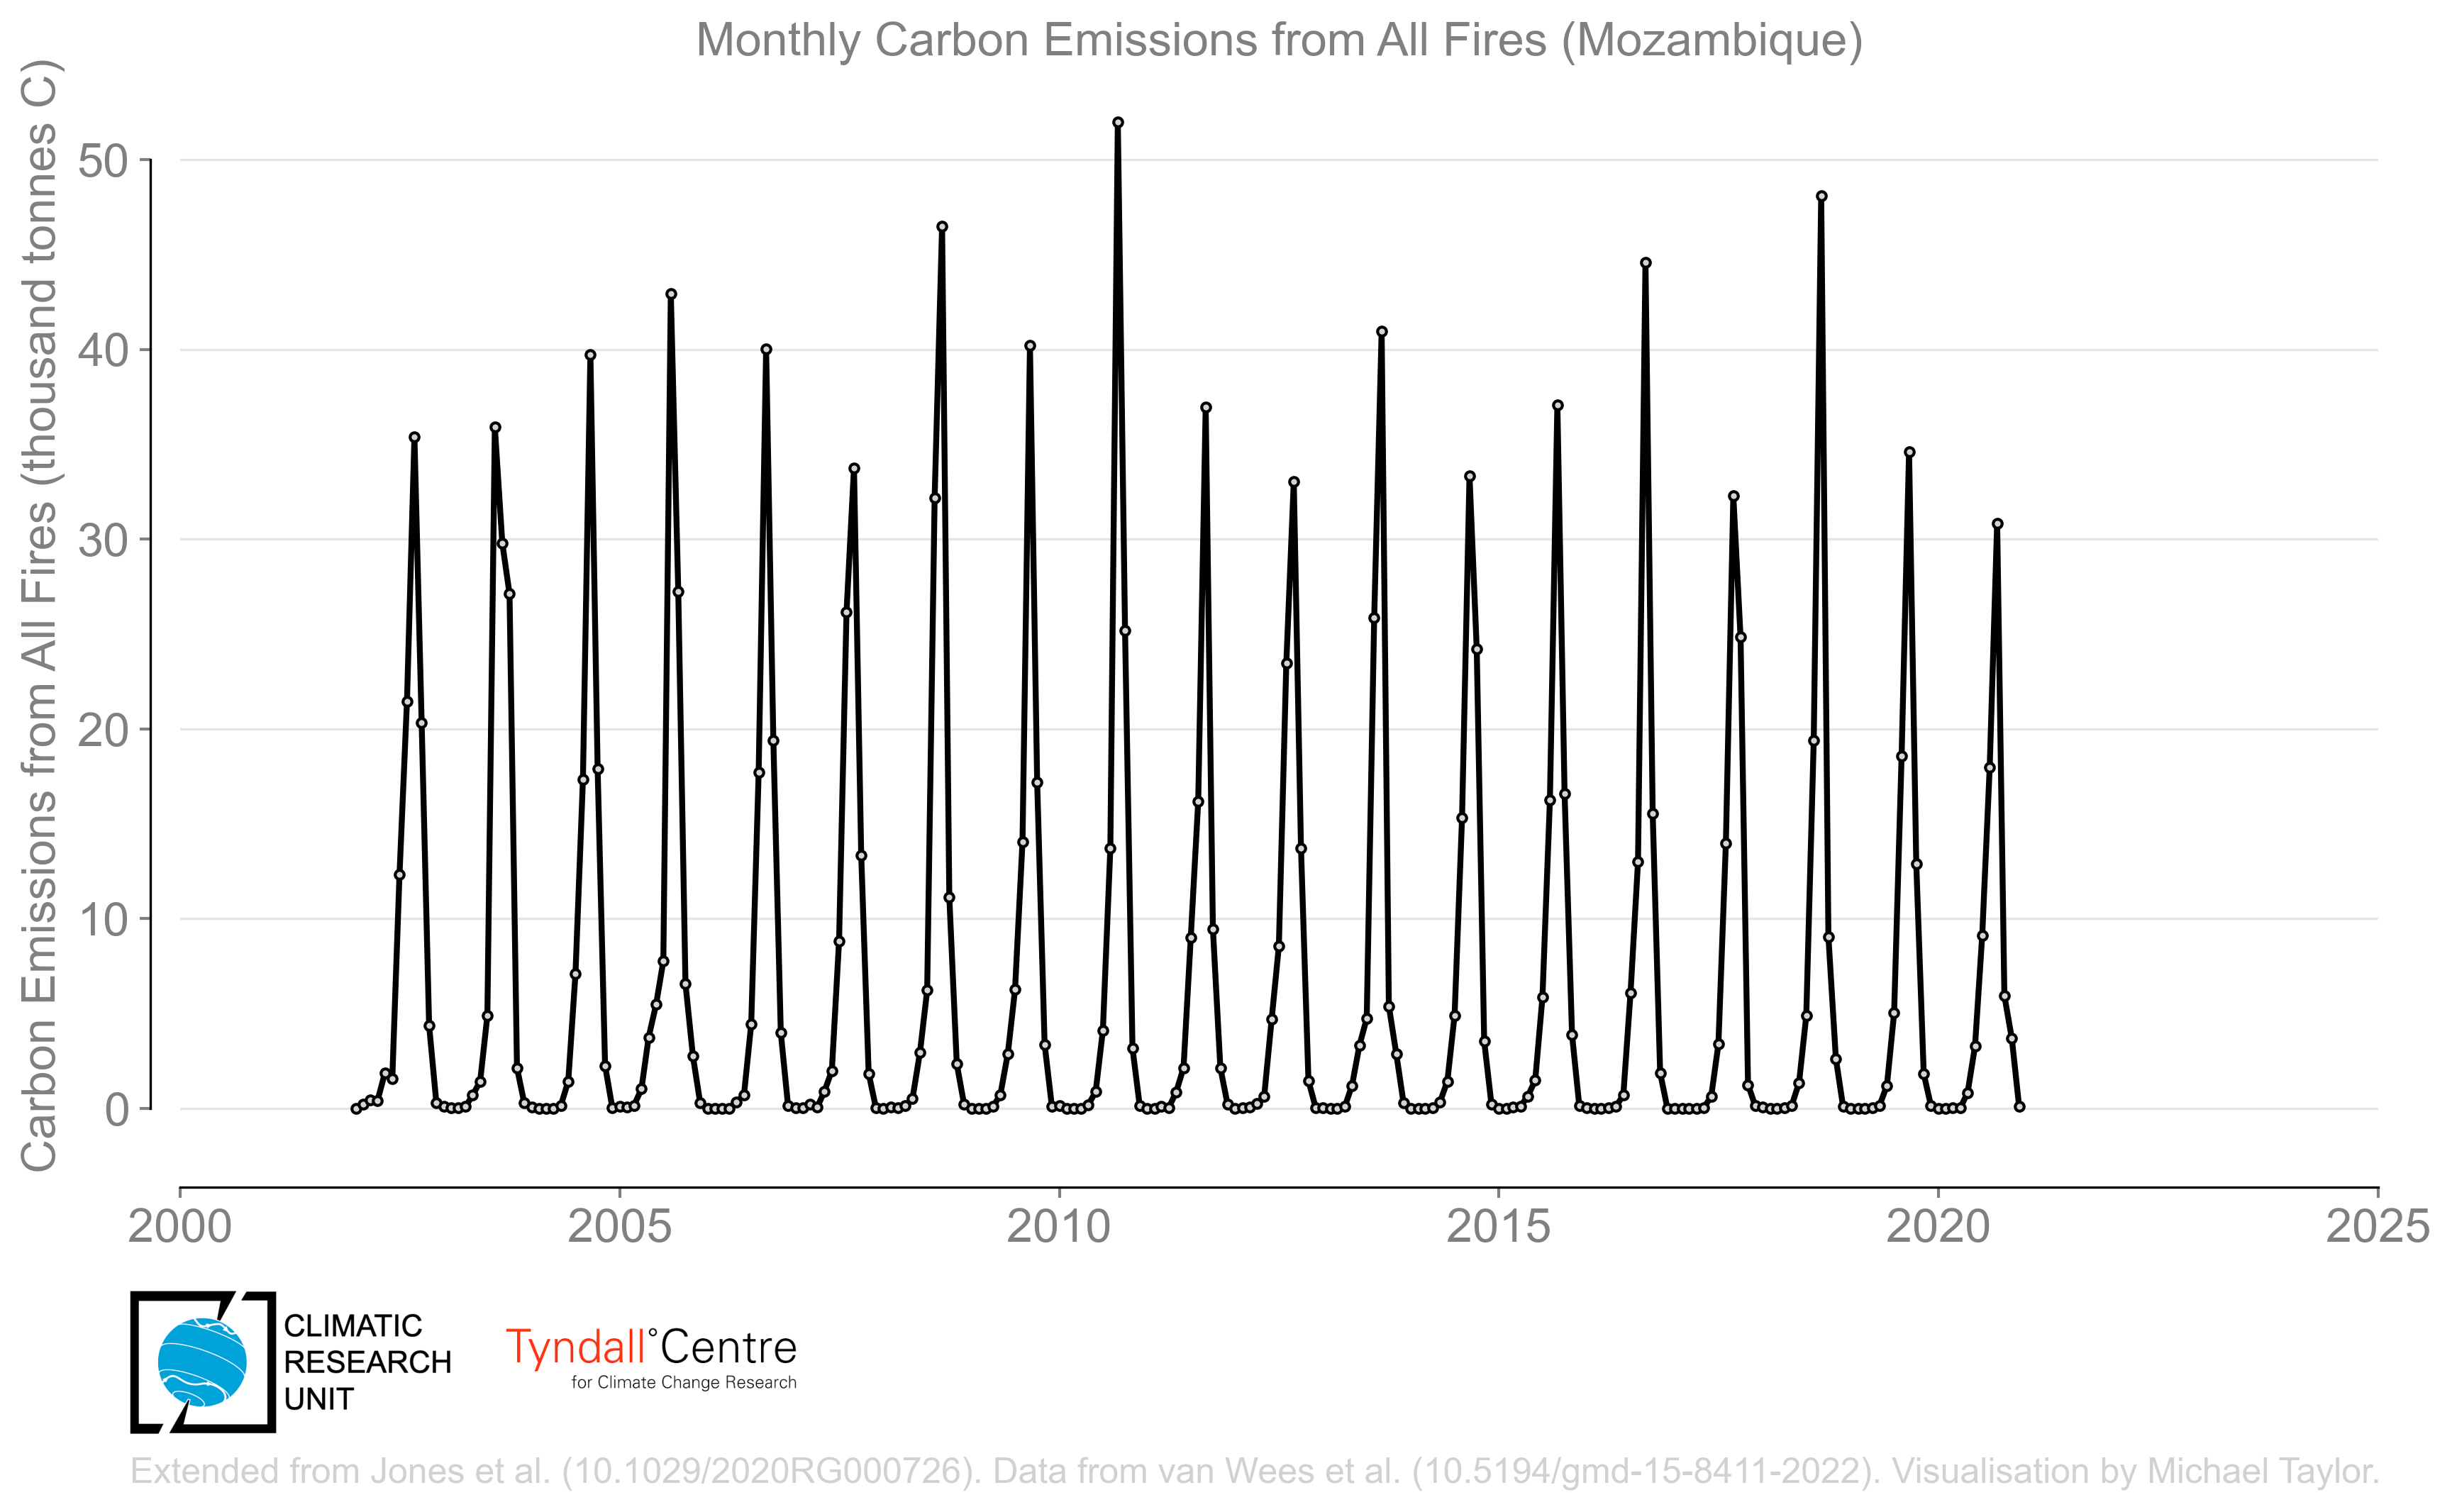 Monthly Carbon Emissions from All Fires (Mozambique)
Carbon Emissions from All Fires (thousand tonnes C)
50
40
30
20
10
0
2000 2005 2010 2015 2020 2025
CLIMATIC
RESEARCH
UNIT
Tyndall°Centre
for Climate Change Research
Extended from Jones et al. (10.1029/2020RG000726). Data from van Wees et al. (10.5194/gmd-15-8411-2022). Visualisation by Michael Taylor.